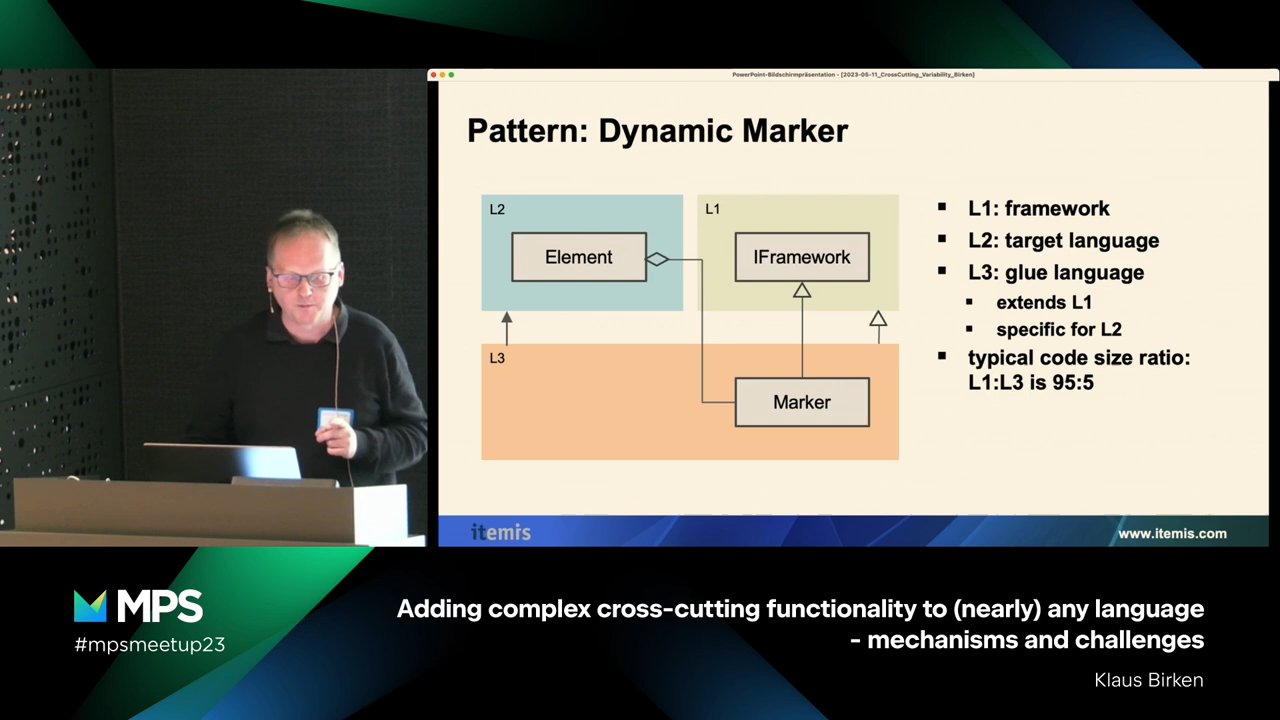 PowerPoint-Bildschirmpräsentation - [2023-05-11_CrossCutting_Variability_Birken]
Pattern: Dynamic Marker
L2
Element
L1
IFramework
L3
Marker
L1: framework
L2: target language
L3: glue language
extends L1
specific for L2
typical code size ratio:
L1:L3 is 95:5
itemis
www.itemis.com
MPS
#mpsmeetup23
Adding complex cross-cutting functionality to (nearly) any language
- mechanisms and challenges
Klaus Birken